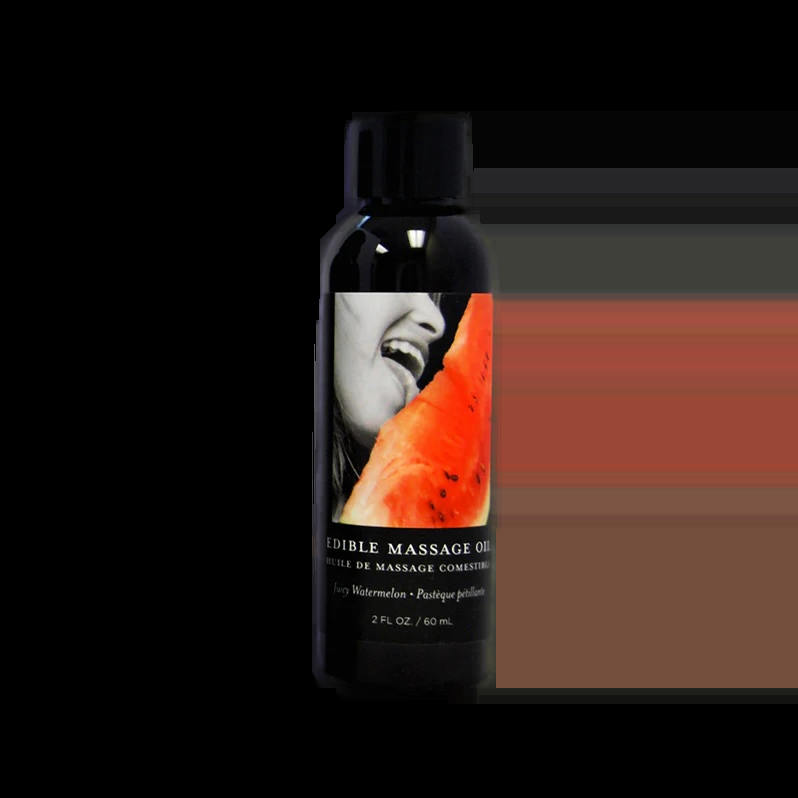 EDIBLE MASSAGE OIL
HUILE DE MASSAGE COMESTIBLE
Juicy Watermelon • Pastèque pétillante
2 FL OZ. / 60 mL